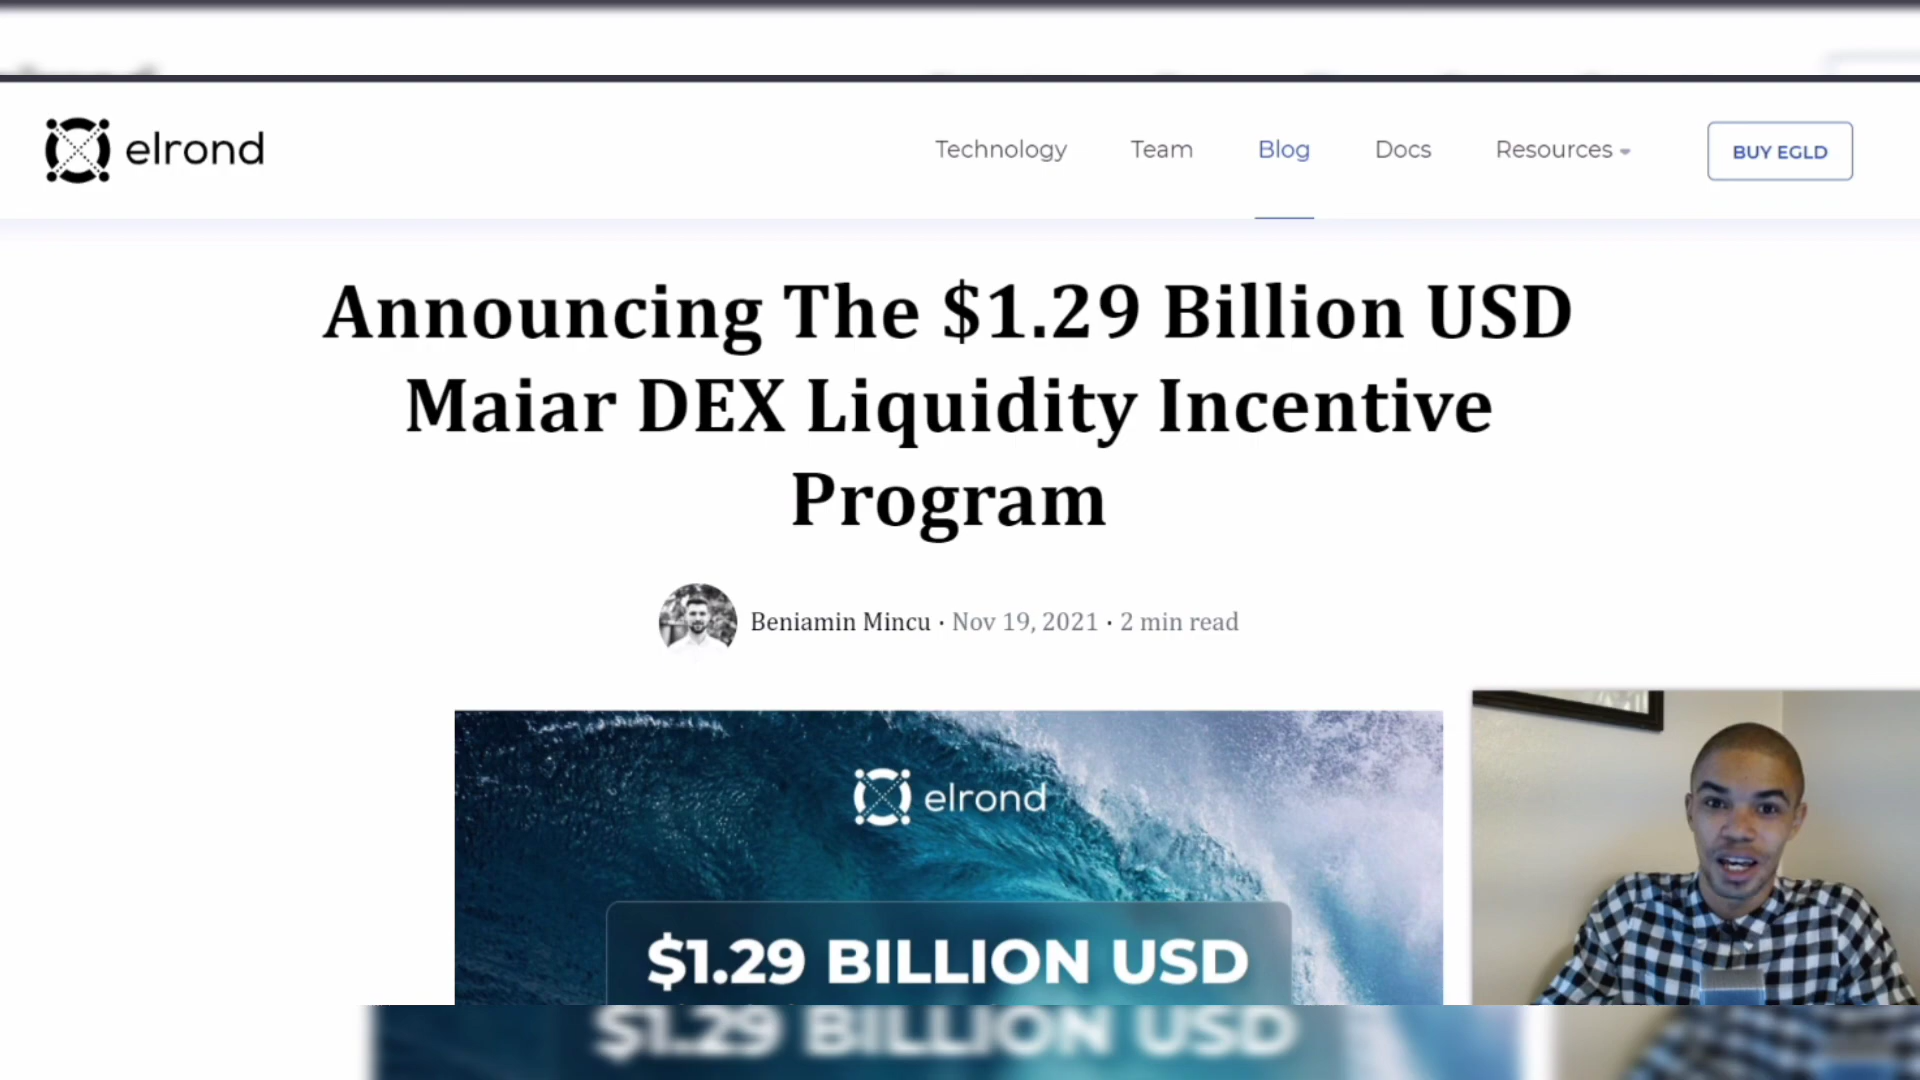 elrond
Technology Team Blog Docs Resources BUY EGLD
Announcing The $1.29 Billion USD
Maiar DEX Liquidity Incentive
Program
Beniamin Mincu · Nov 19, 2021 · 2 min read
elrond
$1.29 BILLION USD
$1.29 BILLION USD